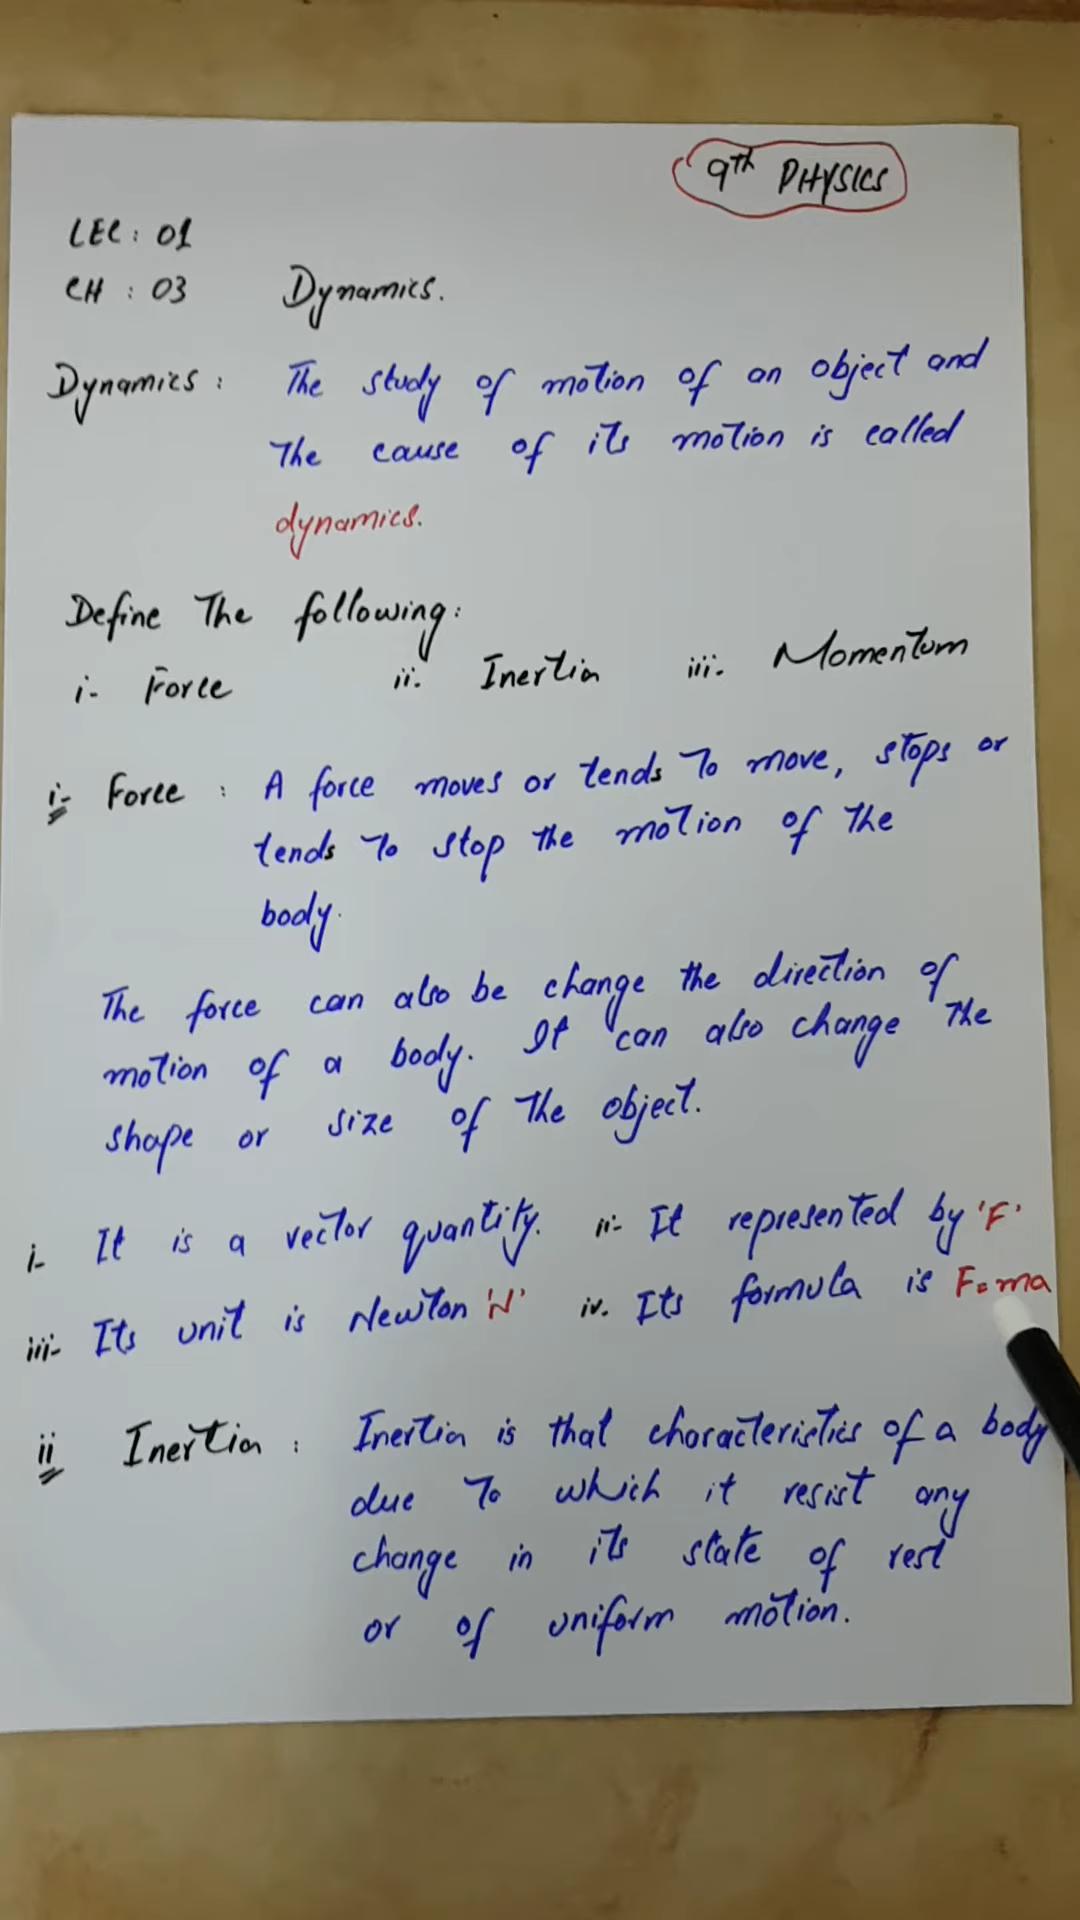 9th PHYSICS
LEC: 01
CH : 03 Dynamics.
Dynamics: The study of motion of an object and
The cause of its motion is called
dynamics.
Define The following:
i- Force ii. Inertia iii. Momentum
i- Force : A force moves or tends To move, stops or
tends To stop the motion of the
body.
The force can also be change the direction of
motion of a body. It can also change The
shape or size of the object.
i- It is a vector quantity. ii- It represented by 'F'
iii- Its unit is Newton 'N' iv. Its formula is F=ma
ii Inertia : Inertia is that characteristics of a body
due To which it resist any
change in its state of rest
or of uniform motion.